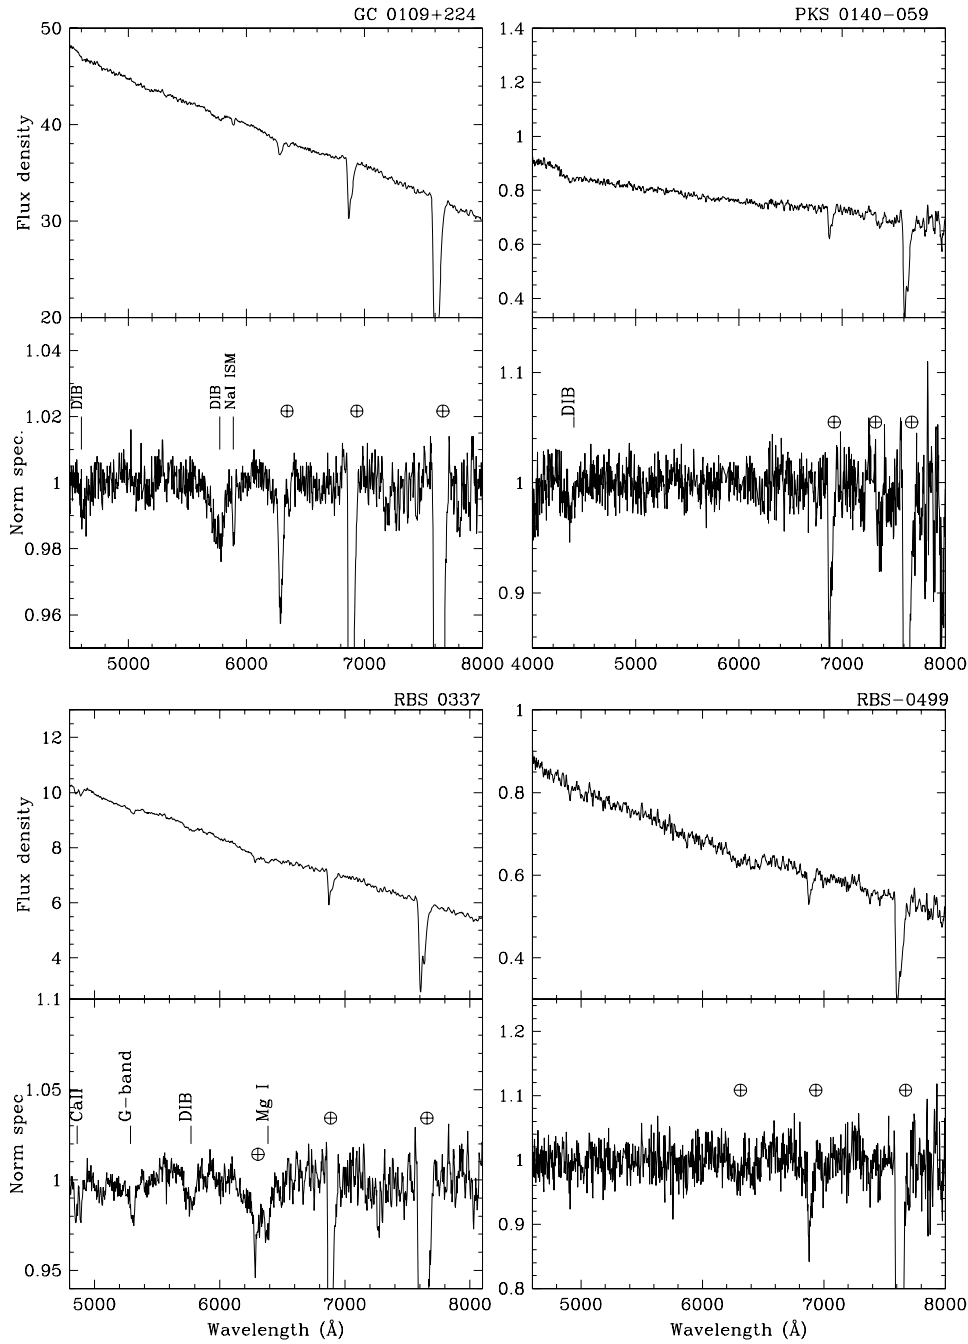 GC 0109+224
PKS 0140−059
Flux density
50
40
30
20
1.4
1.2
1
0.8
0.6
0.4
Norm spec.
1.04
1.02
1
0.98
0.96
DIB
DIB
NaI ISM
⊕ ⊕ ⊕
5000 6000 7000 8000
1.1
1
0.9
DIB
⊕ ⊕ ⊕
4000 5000 6000 7000 8000
RBS 0337
RBS−0499
Flux density
12
10
8
6
4
1
0.8
0.6
0.4
Norm spec
1.1
1.05
1
0.95
CaII
G−band
DIB
⊕
Mg I
⊕ ⊕
5000 6000 7000 8000
Wavelength (Å)
1.2
1.1
1
0.9
0.8
⊕ ⊕ ⊕
5000 6000 7000 8000
Wavelength (Å)